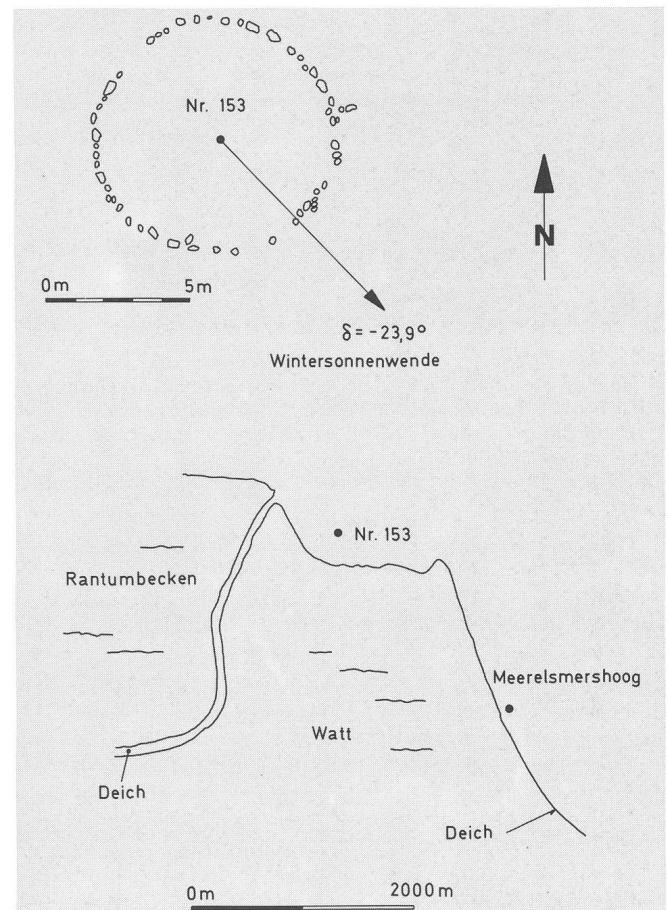 Nr. 153
N
0m 5m
δ = -23,9°
Wintersonnenwende
Nr. 153
Rantumbecken
Meerelsmershoog
Watt
Deich
Deich
0m 2000m